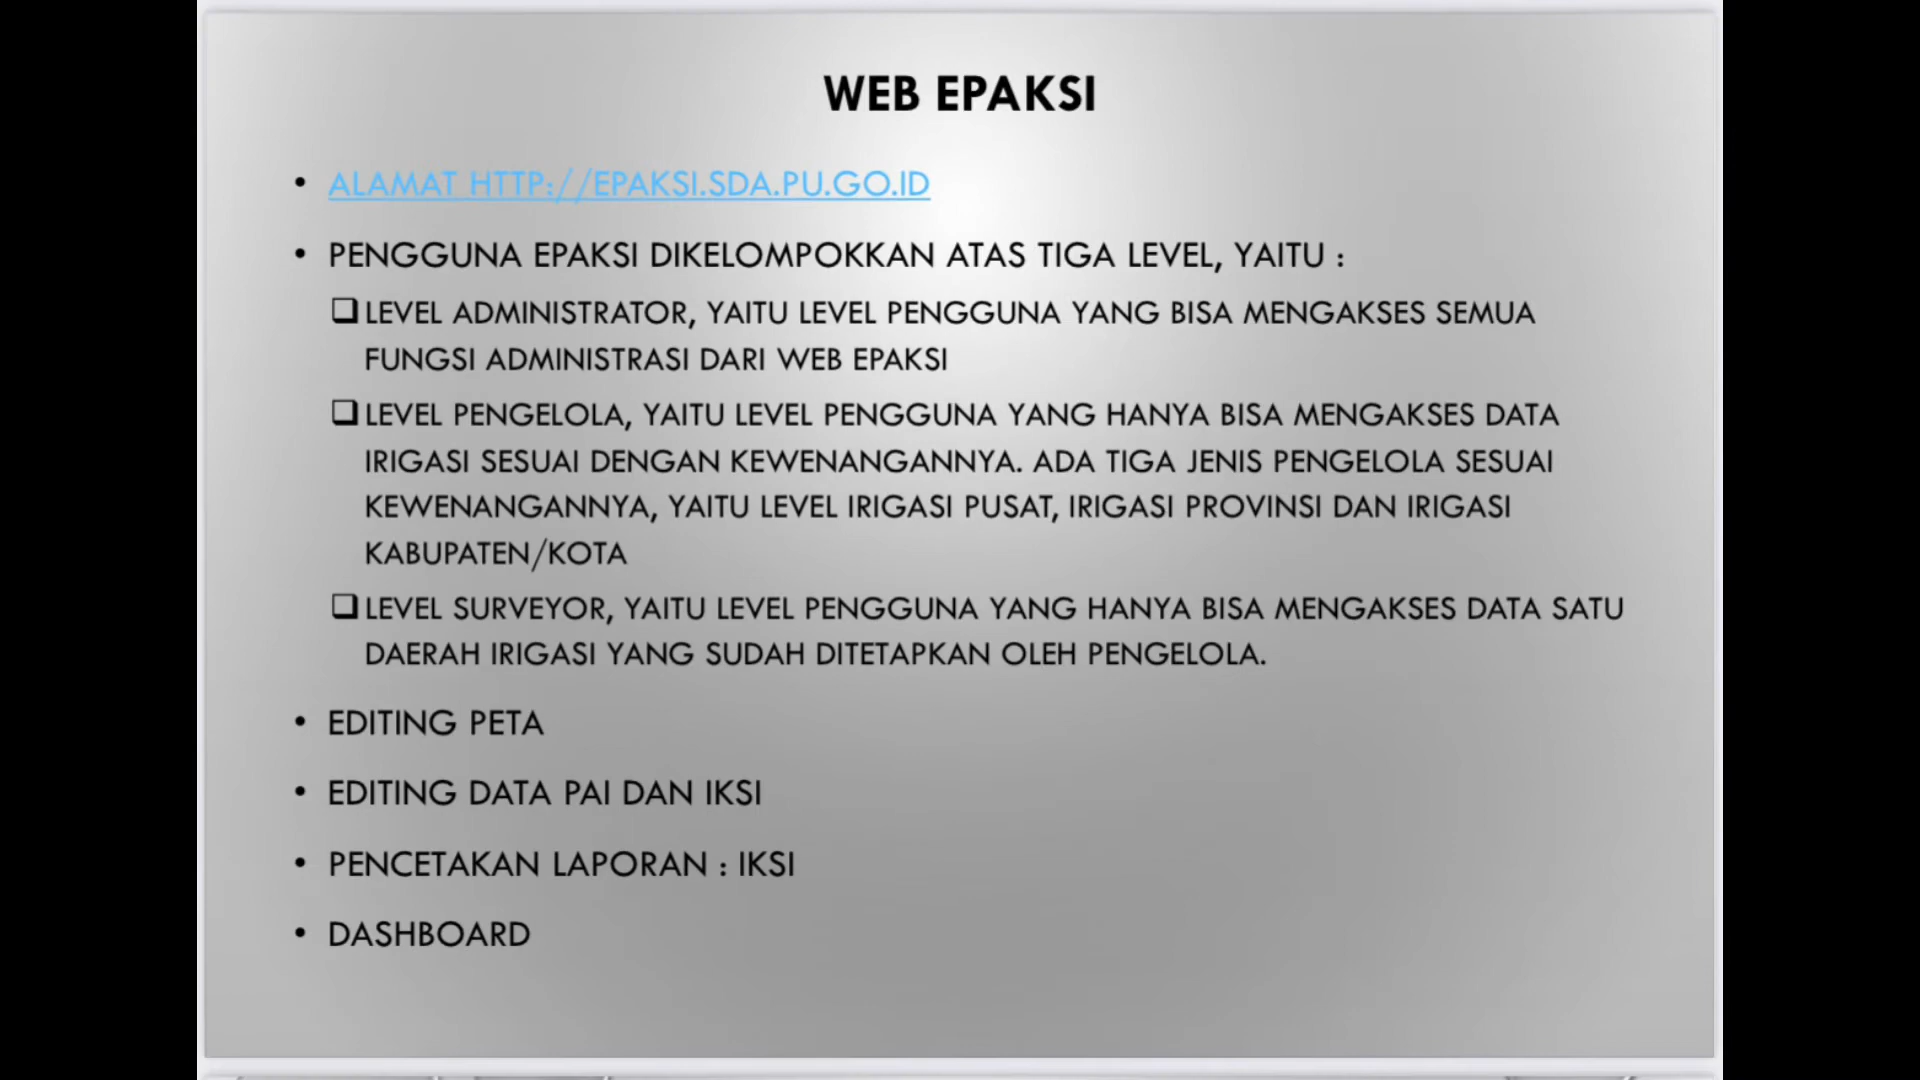 WEB EPAKSI
• ALAMAT HTTP://EPAKSI.SDA.PU.GO.ID
• PENGGUNA EPAKSI DIKELOMPOKKAN ATAS TIGA LEVEL, YAITU :
❑ LEVEL ADMINISTRATOR, YAITU LEVEL PENGGUNA YANG BISA MENGAKSES SEMUA
FUNGSI ADMINISTRASI DARI WEB EPAKSI
❑ LEVEL PENGELOLA, YAITU LEVEL PENGGUNA YANG HANYA BISA MENGAKSES DATA
IRIGASI SESUAI DENGAN KEWENANGANNYA. ADA TIGA JENIS PENGELOLA SESUAI
KEWENANGANNYA, YAITU LEVEL IRIGASI PUSAT, IRIGASI PROVINSI DAN IRIGASI
KABUPATEN/KOTA
❑ LEVEL SURVEYOR, YAITU LEVEL PENGGUNA YANG HANYA BISA MENGAKSES DATA SATU
DAERAH IRIGASI YANG SUDAH DITETAPKAN OLEH PENGELOLA.
• EDITING PETA
• EDITING DATA PAI DAN IKSI
• PENCETAKAN LAPORAN : IKSI
• DASHBOARD